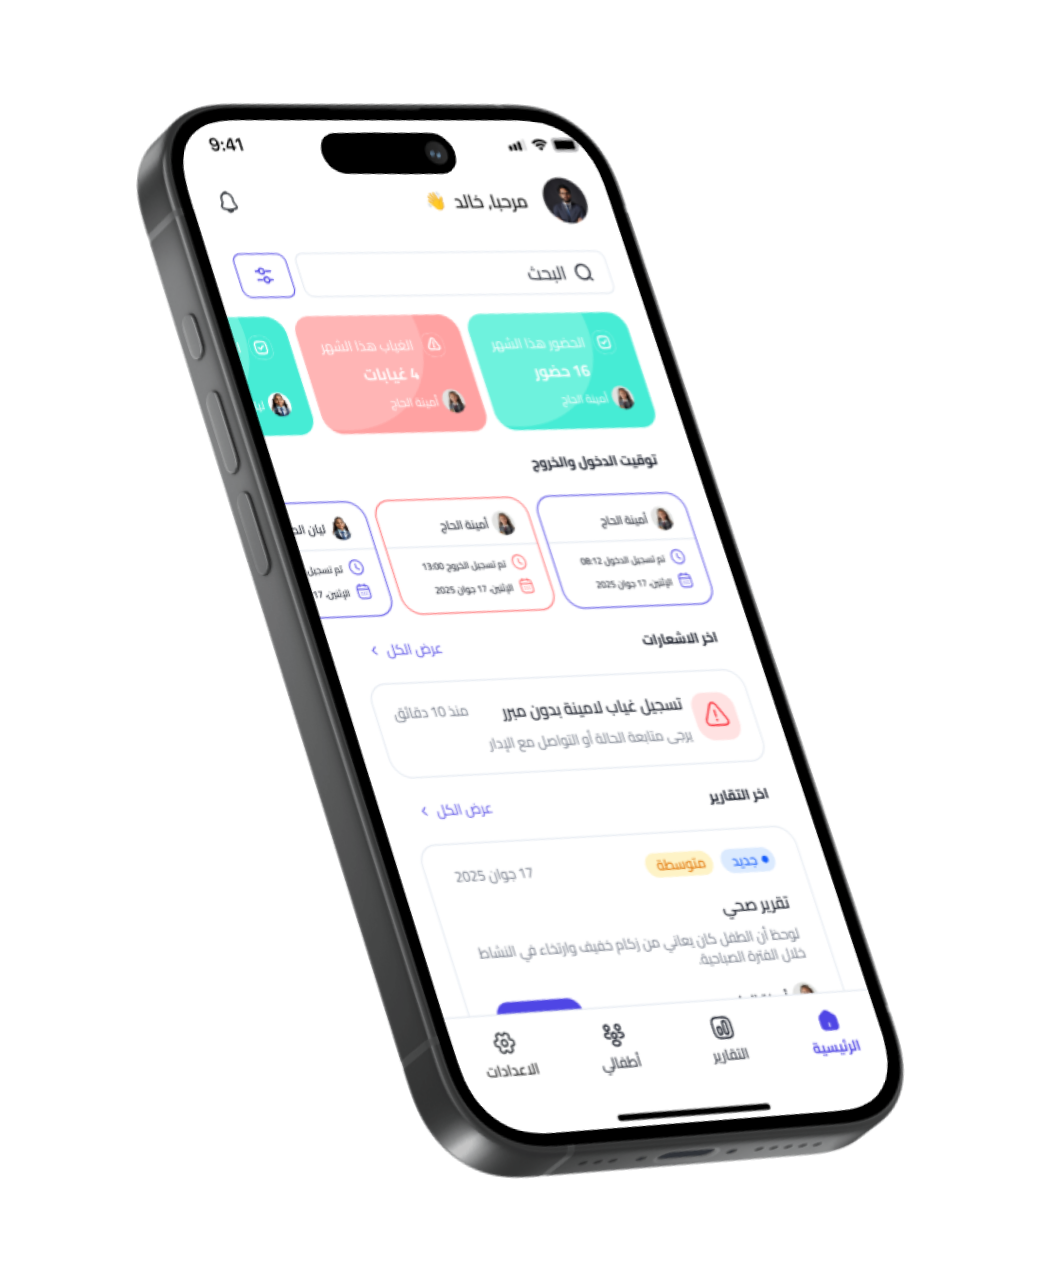 9:41
مرحبا, خالد 👋
البحث
الحضور هذا الشهر
16 حضور
أمينة الحاج
الغياب هذا الشهر
4 غيابات
أمينة الحاج
توقيت الدخول والخروج
أمينة الحاج
تم تسجيل الدخول 08:12
الإثنين، 17 جوان 2025
أمينة الحاج
تم تسجيل الخروج 13:00
الإثنين، 17 جوان 2025
ليان
تم تسجيل
الإثنين، 17
اخر الاشعارات
عرض الكل
تسجيل غياب لامينة بدون مبرر
منذ 10 دقائق
يرجى متابعة الحالة أو التواصل مع الإدار
اخر التقارير
عرض الكل
جديد
متوسطة
17 جوان 2025
تقرير صحي
لوحظ أن الطفل كان يعاني من زكام خفيف وارتخاء في النشاط
خلال الفترة الصباحية.
الرئيسية
التقارير
أطفالي
الاعدادات